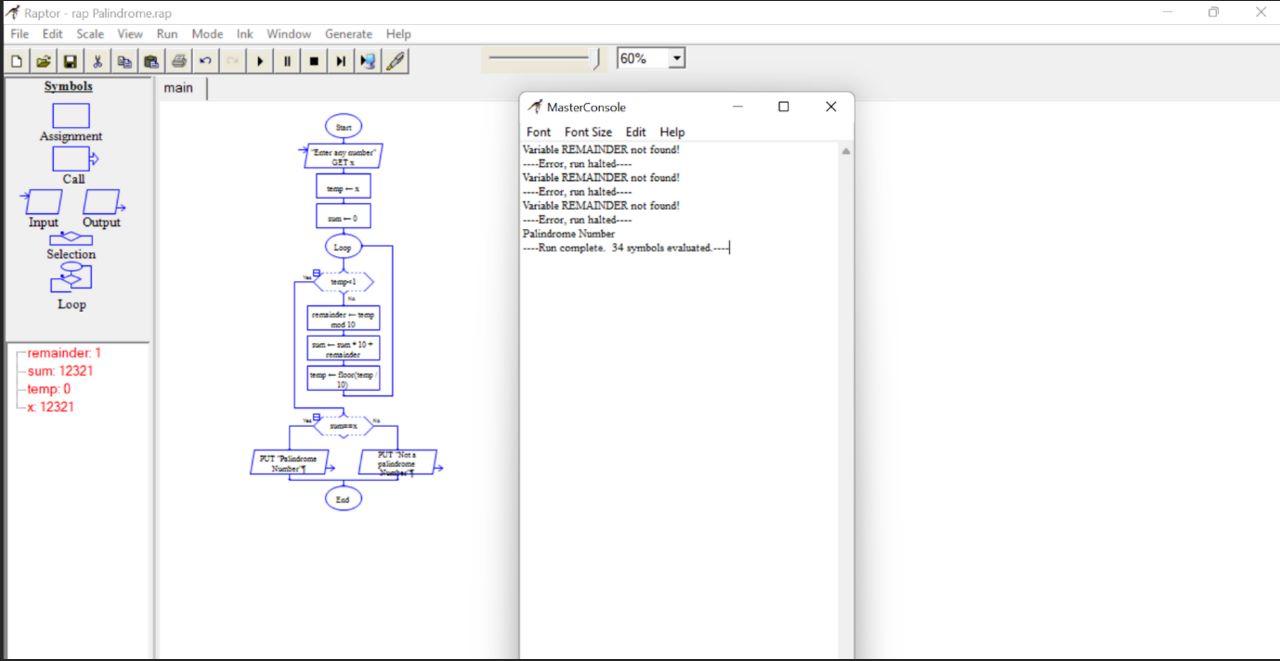 Raptor - rap Palindrome.rap
File Edit Scale View Run Mode Ink Window Generate Help
60%
Symbols
Assignment
Call
Input Output
Selection
Loop
remainder: 1
sum: 12321
temp: 0
x: 12321
main
Start
"Enter any number"
GET x
temp ← x
sum ← 0
Loop
Yes
temp<1
No
remainder ← temp
mod 10
sum ← sum * 10 +
remainder
temp ← floor(temp /
10)
Yes
sum==x
No
PUT "Palindrome
Number"¶
PUT "Not a
palindrome
Number"¶
End
MasterConsole
Font Font Size Edit Help
Variable REMAINDER not found!
----Error, run halted----
Variable REMAINDER not found!
----Error, run halted----
Variable REMAINDER not found!
----Error, run halted----
Palindrome Number
----Run complete. 34 symbols evaluated.----